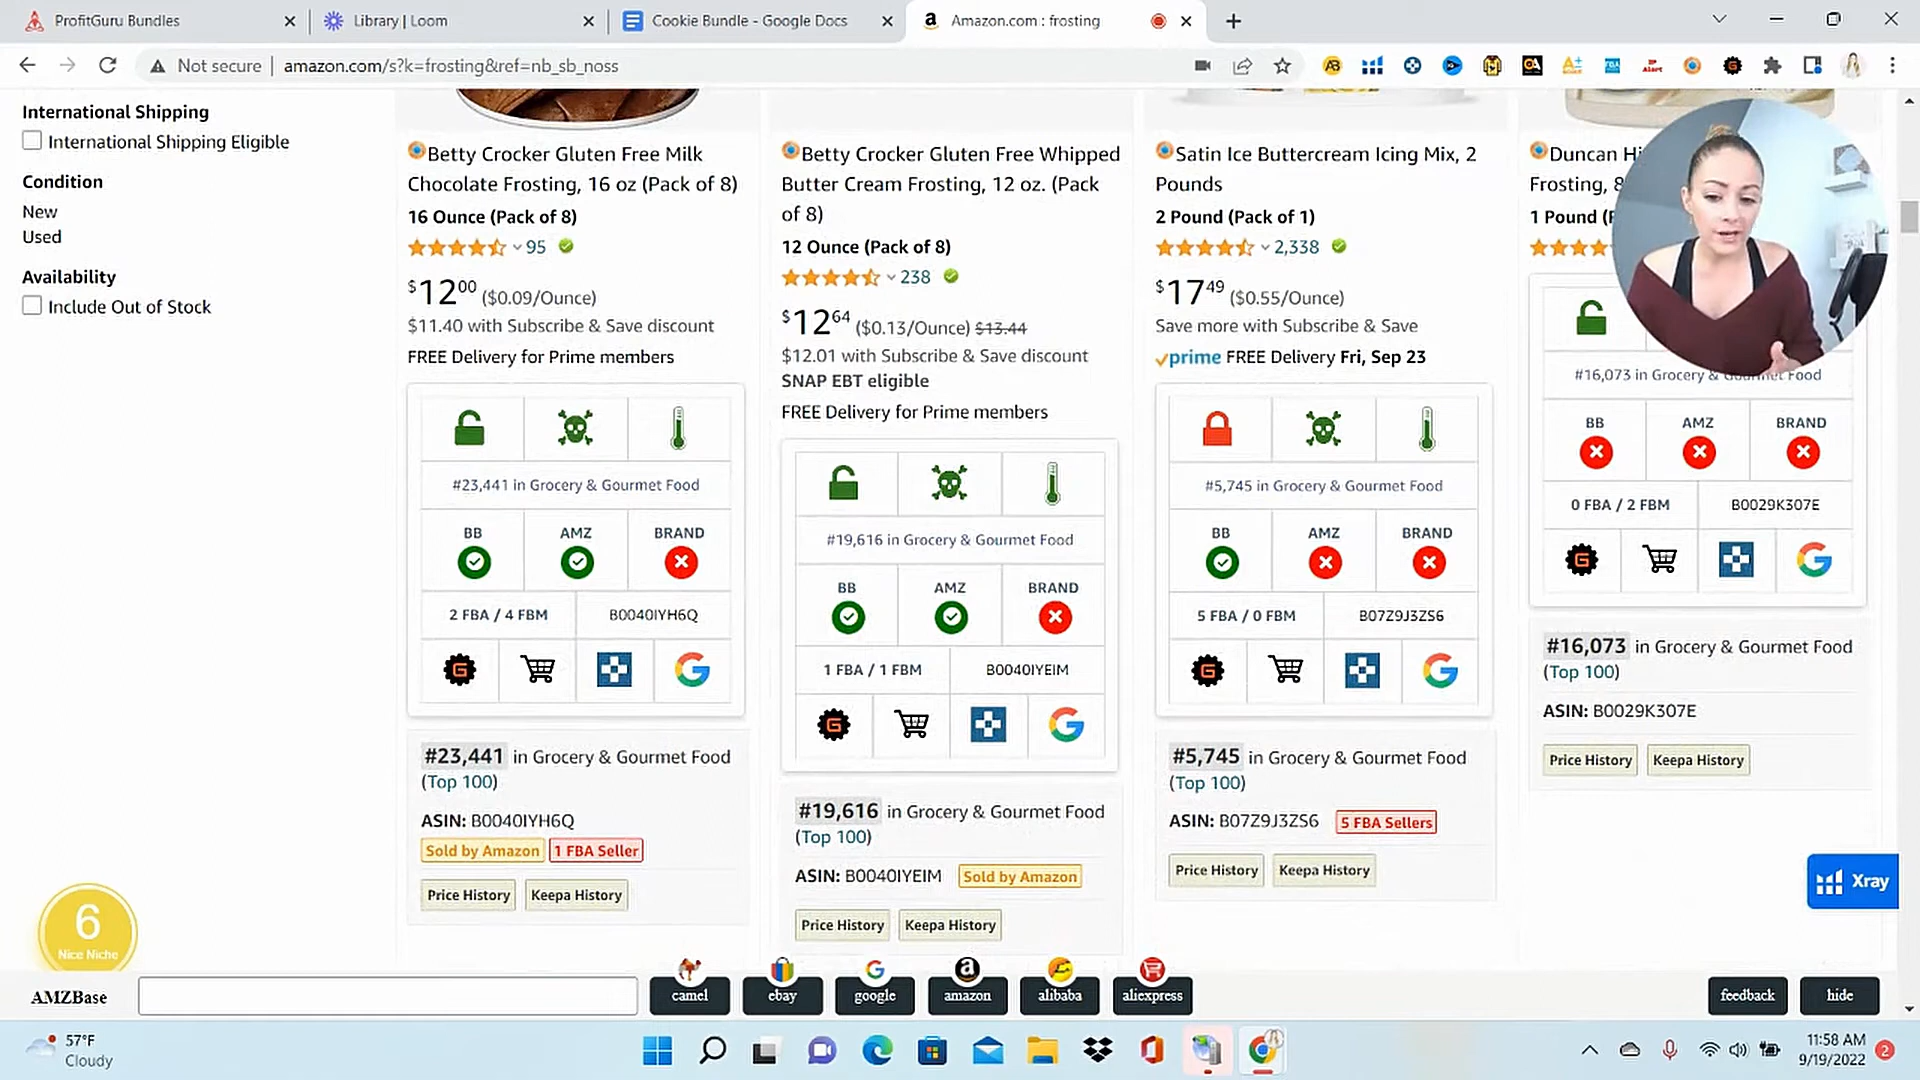 ProfitGuru Bundles
Library | Loom
Cookie Bundle - Google Docs
Amazon.com : frosting
Not secure
amazon.com/s?k=frosting&ref=nb_sb_noss
International Shipping
International Shipping Eligible
Condition
New
Used
Availability
Include Out of Stock
Betty Crocker Gluten Free Milk
Chocolate Frosting, 16 oz (Pack of 8)
16 Ounce (Pack of 8)
95
$12.00 ($0.09/Ounce)
$11.40 with Subscribe & Save discount
FREE Delivery for Prime members
#23,441 in Grocery & Gourmet Food
BB AMZ BRAND
2 FBA / 4 FBM B0040IYH6Q
#23,441 in Grocery & Gourmet Food
(Top 100)
ASIN: B0040IYH6Q
Sold by Amazon 1 FBA Seller
Price History Keepa History
Betty Crocker Gluten Free Whipped
Butter Cream Frosting, 12 oz. (Pack
of 8)
12 Ounce (Pack of 8)
238
$12.64 ($0.13/Ounce) $13.44
$12.01 with Subscribe & Save discount
SNAP EBT eligible
FREE Delivery for Prime members
#19,616 in Grocery & Gourmet Food
BB AMZ BRAND
1 FBA / 1 FBM B0040IYEIM
#19,616 in Grocery & Gourmet Food
(Top 100)
ASIN: B0040IYEIM Sold by Amazon
Price History Keepa History
Satin Ice Buttercream Icing Mix, 2
Pounds
2 Pound (Pack of 1)
2,338
$17.49 ($0.55/Ounce)
Save more with Subscribe & Save
prime FREE Delivery Fri, Sep 23
#5,745 in Grocery & Gourmet Food
BB AMZ BRAND
5 FBA / 0 FBM B07Z9J3ZS6
#5,745 in Grocery & Gourmet Food
(Top 100)
ASIN: B07Z9J3ZS6 5 FBA Sellers
Price History Keepa History
Duncan Hi
Frosting, 8
1 Pound (P
#16,073 in Grocery & Gourmet Food
BB AMZ BRAND
0 FBA / 2 FBM B0029K307E
#16,073 in Grocery & Gourmet Food
(Top 100)
ASIN: B0029K307E
Price History Keepa History
Xray
6
Nice Niche
AMZBase
camel
ebay
google
amazon
alibaba
aliexpress
feedback
hide
57°F
Cloudy
11:58 AM
9/19/2022
2